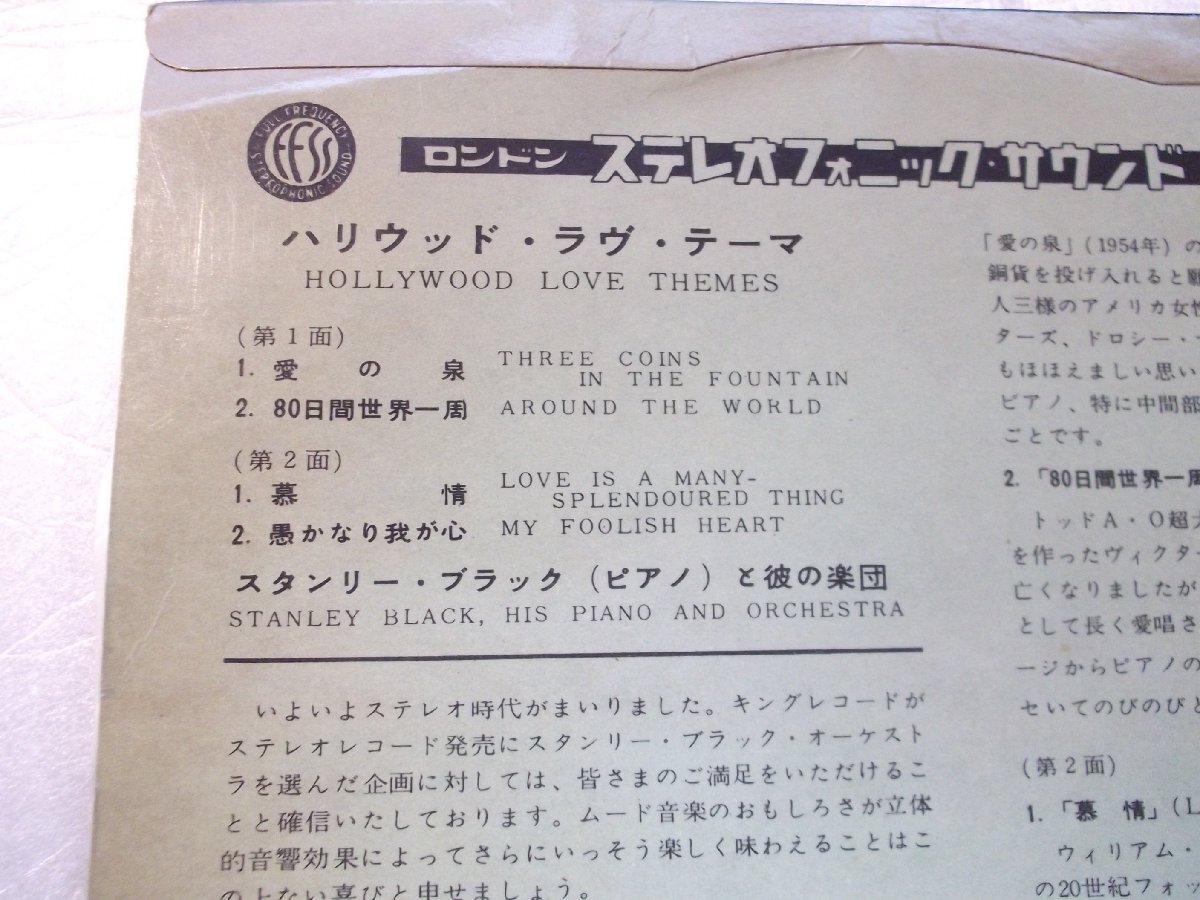 FULL FREQUENCY
FFSS
STEREOPHONIC SOUND
ロンドン ステレオフォニック・サウンド
ハリウッド・ラヴ・テーマ
HOLLYWOOD LOVE THEMES
(第1面)
1. 愛の泉 THREE COINS
IN THE FOUNTAIN
2. 80日間世界一周 AROUND THE WORLD
(第2面)
1. 慕情 LOVE IS A MANY-
SPLENDOURED THING
2. 愚かなり我が心 MY FOOLISH HEART
スタンリー・ブラック (ピアノ) と彼の楽団
STANLEY BLACK, HIS PIANO AND ORCHESTRA
いよいよステレオ時代がまいりました。キングレコードが
ステレオレコード発売にスタンリー・ブラック・オーケスト
ラを選んだ企画に対しては、皆さまのご満足をいただけるこ
とと確信いたしております。ムード音楽のおもしろさが立体
的音響効果によってさらにいっそう楽しく味わえることはこ
の上ない喜びと申せましょう。
「愛の泉」(1954年) の
銅貨を投げ入れると願
人三様のアメリカ女性
ターズ、ドロシー・
もほほえましい思い
ピアノ、特に中間部
ごとです。
2. 「80日間世界一周
トッドA・O超大
を作ったヴィクター
亡くなりましたが
として長く愛唱さ
ージからピアノの
セいてのびのびと
(第2面)
1. 「慕情」(L
ウィリアム・
の20世紀フォッ